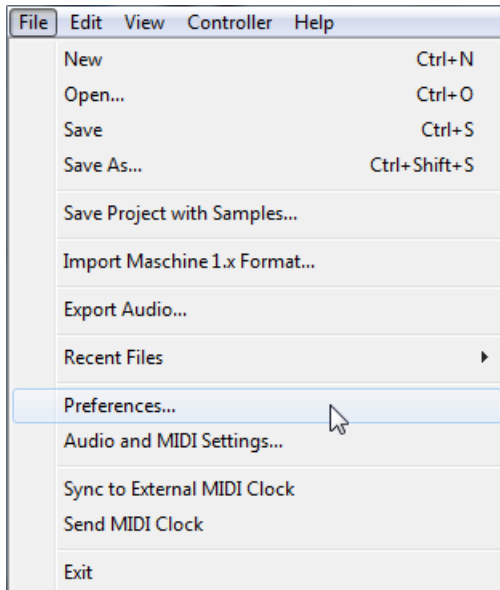 File Edit View Controller Help
New Ctrl+N
Open... Ctrl+O
Save Ctrl+S
Save As... Ctrl+Shift+S
Save Project with Samples...
Import Maschine 1.x Format...
Export Audio...
Recent Files
Preferences...
Audio and MIDI Settings...
Sync to External MIDI Clock
Send MIDI Clock
Exit